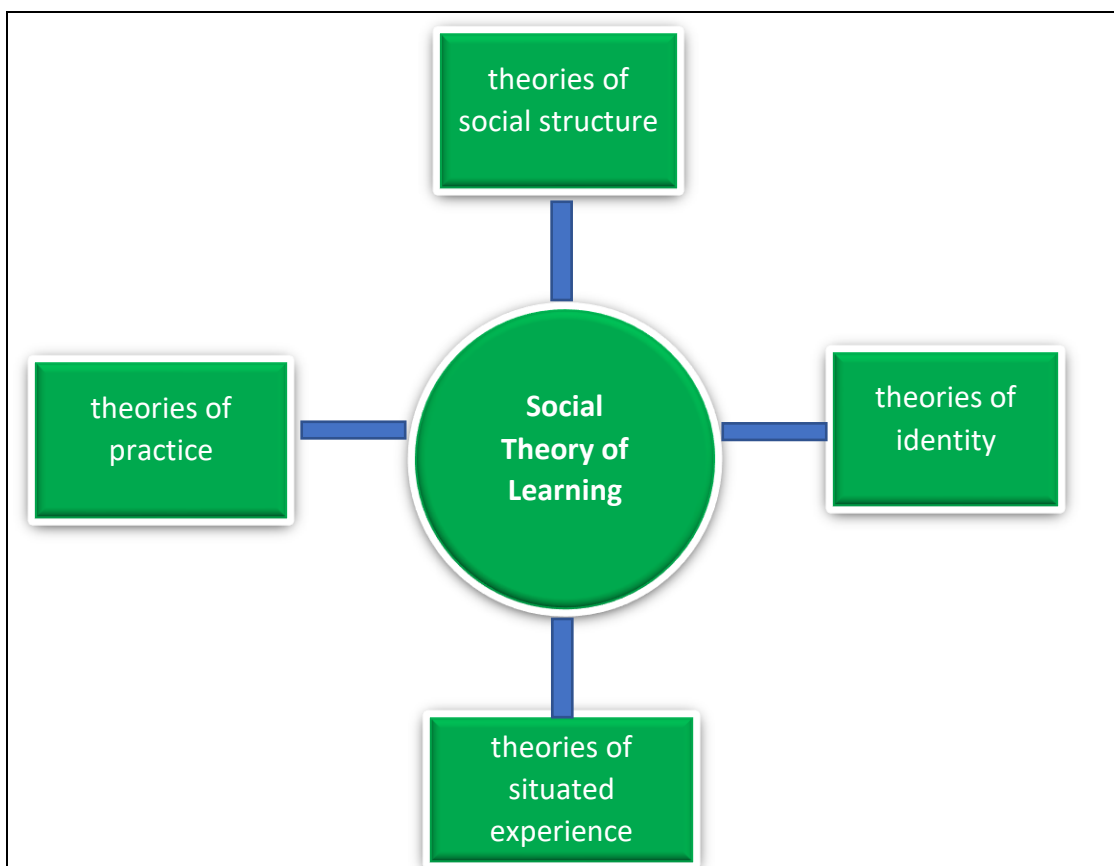 theories of
social structure
theories of
practice
Social
Theory of
Learning
theories of
identity
theories of
situated
experience